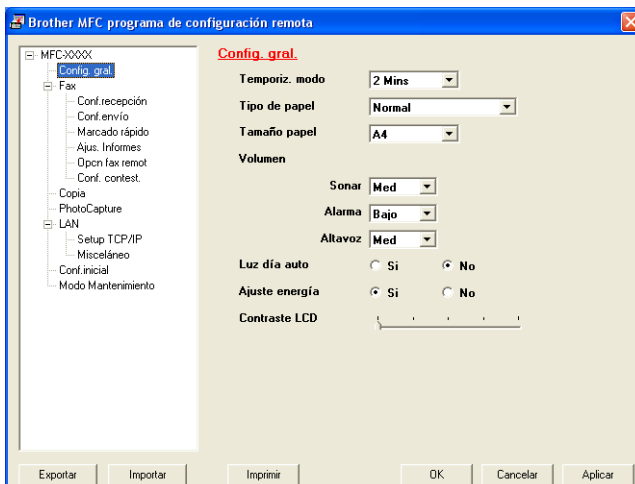 Brother MFC programa de configuración remota
MFC-XXXX
Config. gral.
Fax
Conf.recepción
Conf.envío
Marcado rápido
Ajus. Informes
Opcn fax remot
Conf. contest.
Copia
PhotoCapture
LAN
Setup TCP/IP
Misceláneo
Conf.inicial
Modo Mantenimiento
Config. gral.
Temporiz. modo 2 Mins
Tipo de papel Normal
Tamaño papel A4
Volumen
Sonar Med
Alarma Bajo
Altavoz Med
Luz día auto Si No
Ajuste energía Si No
Contraste LCD
Exportar Importar Imprimir OK Cancelar Aplicar